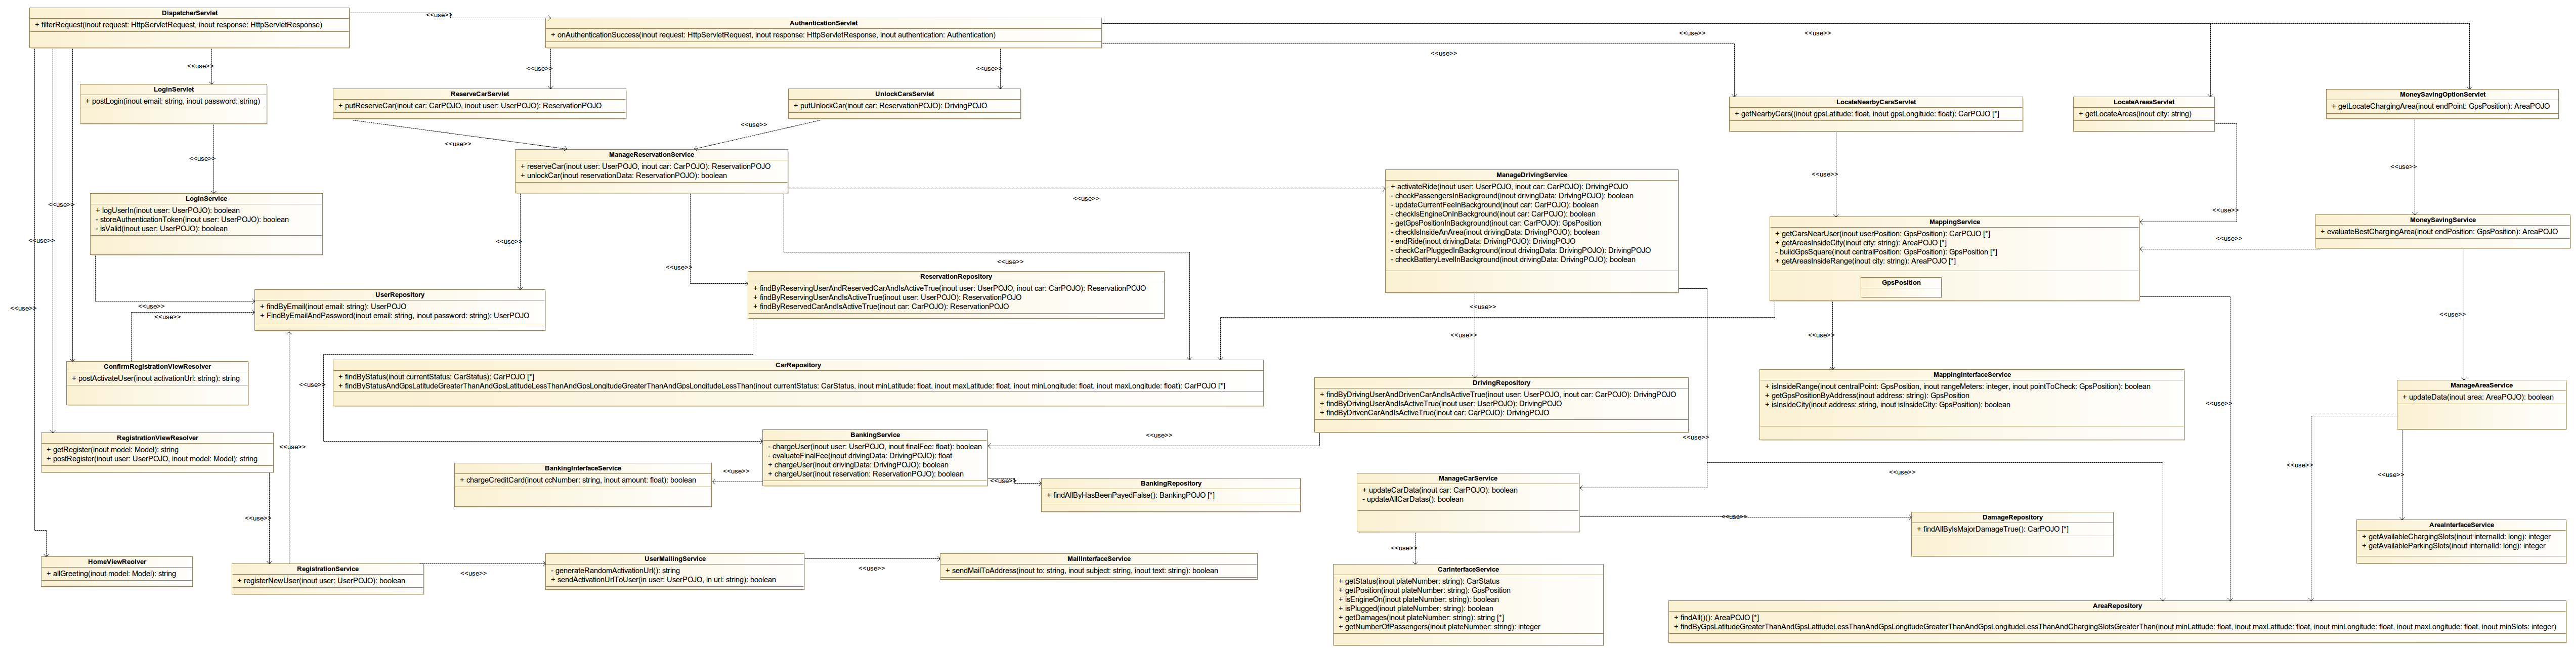 DispatcherServlet
+ filterRequest(inout request: HttpServletRequest, inout response: HttpServletResponse)
<<use>>
AuthenticationServlet
+ onAuthenticationSuccess(inout request: HttpServletRequest, inout response: HttpServletResponse, inout authentication: Authentication)
<<use>>
<<use>>
<<use>>
<<use>>
<<use>>
<<use>>
LoginServlet
+ postLogin(inout email: string, inout password: string)
ReserveCarServlet
+ putReserveCar(inout car: CarPOJO, inout user: UserPOJO): ReservationPOJO
UnlockCarsServlet
+ putUnlockCar(inout car: ReservationPOJO): DrivingPOJO
LocateNearbyCarsServlet
+ getNearbyCars((inout gpsLatitude: float, inout gpsLongitude: float): CarPOJO [*]
LocateAreasServlet
+ getLocateAreas(inout city: string)
MoneySavingOptionServlet
+ getLocateChargingArea(inout endPoint: GpsPosition): AreaPOJO
<<use>>
<<use>>
<<use>>
<<use>>
<<use>>
<<use>>
ManageReservationService
+ reserveCar(inout user: UserPOJO, inout car: CarPOJO): ReservationPOJO
+ unlockCar(inout reservationData: ReservationPOJO): boolean
ManageDrivingService
+ activateRide(inout user: UserPOJO, inout car: CarPOJO): DrivingPOJO
- checkPassengersInBackground(inout drivingData: DrivingPOJO): boolean
- updateCurrentFeeInBackground(inout car: CarPOJO): boolean
- checkIsEngineOnInBackground(inout car: CarPOJO): boolean
- getGpsPositionInBackground(inout car: CarPOJO): GpsPosition
- checkIsInsideAnArea(inout drivingData: DrivingPOJO): boolean
- endRide(inout drivingData: DrivingPOJO): DrivingPOJO
- checkCarPluggedInBackground(inout drivingData: DrivingPOJO): DrivingPOJO
- checkBatteryLevelInBackground(inout car: DrivingPOJO): boolean
LoginService
+ logUserIn(inout user: UserPOJO): boolean
- storeAuthenticationToken(inout user: UserPOJO): boolean
- isValid(inout user: UserPOJO): boolean
<<use>>
<<use>>
<<use>>
MappingService
+ getCarsNearUser(inout userPosition: GpsPosition): CarPOJO [*]
+ getAreasInsideCity(inout city: string): AreaPOJO [*]
- buildGpsSquare(inout centralPosition: GpsPosition): GpsPosition [*]
+ getAreasInsideRange(inout city: string): AreaPOJO [*]
GpsPosition
MoneySavingService
+ evaluateBestChargingArea(inout endPosition: GpsPosition): AreaPOJO
<<use>>
<<use>>
<<use>>
<<use>>
<<use>>
ReservationRepository
+ findByReservingUserAndReservedCarAndIsActiveTrue(inout user: UserPOJO, inout car: CarPOJO): ReservationPOJO
+ findByReservingUserAndIsActiveTrue(inout user: UserPOJO): ReservationPOJO
+ findByReservedCarAndIsActiveTrue(inout car: CarPOJO): ReservationPOJO
UserRepository
+ findByEmail(inout email: string): UserPOJO
+ FindByEmailAndPassword(inout email: string, inout password: string): UserPOJO
<<use>>
<<use>>
<<use>>
<<use>>
<<use>>
<<use>>
ConfirmRegistrationViewResolver
+ postActivateUser(inout activationUrl: string): string
CarRepository
+ findByStatus(inout currentStatus: CarStatus): CarPOJO [*]
+ findByStatusAndGpsLatitudeGreaterThanAndGpsLatitudeLessThanAndGpsLongitudeGreaterThanAndGpsLongitudeLessThan(inout currentStatus: CarStatus, inout minLatitude: float, inout maxLatitude: float, inout minLongitude: float, inout maxLongitude: float): CarPOJO [*]
<<use>>
DrivingRepository
+ findByDrivingUserAndDrivenCarAndIsActiveTrue(inout user: UserPOJO, inout car: CarPOJO): DrivingPOJO
+ findByDrivingUserAndIsActiveTrue(inout user: UserPOJO): DrivingPOJO
+ findByDrivenCarAndIsActiveTrue(inout car: CarPOJO): DrivingPOJO
MappingInterfaceService
+ isInsideRange(inout centralPoint: GpsPosition, inout rangeMeters: integer, inout pointToCheck: GpsPosition): boolean
+ getGpsPositionByAddress(inout address: string): GpsPosition
+ isInsideCity(inout address: string, inout isInsideCity: GpsPosition): boolean
ManageAreaService
+ updateData(inout area: AreaPOJO): boolean
<<use>>
RegistrationViewResolver
+ getRegister(inout model: Model): string
+ postRegister(inout user: UserPOJO, inout model: Model): string
<<use>>
BankingService
- chargeUser(inout user: UserPOJO, inout finalFee: float): boolean
- evaluateFinalFee(inout drivingData: DrivingPOJO): float
+ chargeUser(inout drivingData: DrivingPOJO): boolean
+ chargeUser(inout reservation: ReservationPOJO): boolean
<<use>>
<<use>>
<<use>>
BankingInterfaceService
+ chargeCreditCard(inout ccNumber: string, inout amount: float): boolean
<<use>>
<<use>>
BankingRepository
+ findAllByHasBeenPayedFalse(): BankingPOJO [*]
ManageCarService
+ updateCarData(inout car: CarPOJO): boolean
- updateAllCarDatas(): boolean
<<use>>
<<use>>
<<use>>
<<use>>
DamageRepository
+ findAllByIsMajorDamageTrue(): CarPOJO [*]
AreaInterfaceService
+ getAvailableChargingSlots(inout internalId: long): integer
+ getAvailableParkingSlots(inout internalId: long): integer
HomeViewReolver
+ allGreeting(inout model: Model): string
RegistrationService
+ registerNewUser(inout user: UserPOJO): boolean
<<use>>
UserMailingService
- generateRandomActivationUrl(): string
+ sendActivationUrlToUser(in user: UserPOJO, in url: string): boolean
<<use>>
MailInterfaceService
+ sendMailToAddress(inout to: string, inout subject: string, inout text: string): boolean
<<use>>
CarInterfaceService
+ getStatus(inout plateNumber: string): CarStatus
+ getPosition(inout plateNumber: string): GpsPosition
+ isEngineOn(inout plateNumber: string): boolean
+ isPlugged(inout plateNumber: string): boolean
+ getDamages(inout plateNumber: string): string [*]
+ getNumberOfPassengers(inout plateNumber: string): integer
AreaRepository
+ findAll()(): AreaPOJO [*]
+ findByGpsLatitudeGreaterThanAndGpsLatitudeLessThanAndGpsLongitudeGreaterThanAndGpsLongitudeLessThanAndChargingSlotsGreaterThan(inout minLatitude: float, inout maxLatitude: float, inout minLongitude: float, inout maxLongitude: float, inout minSlots: integer)